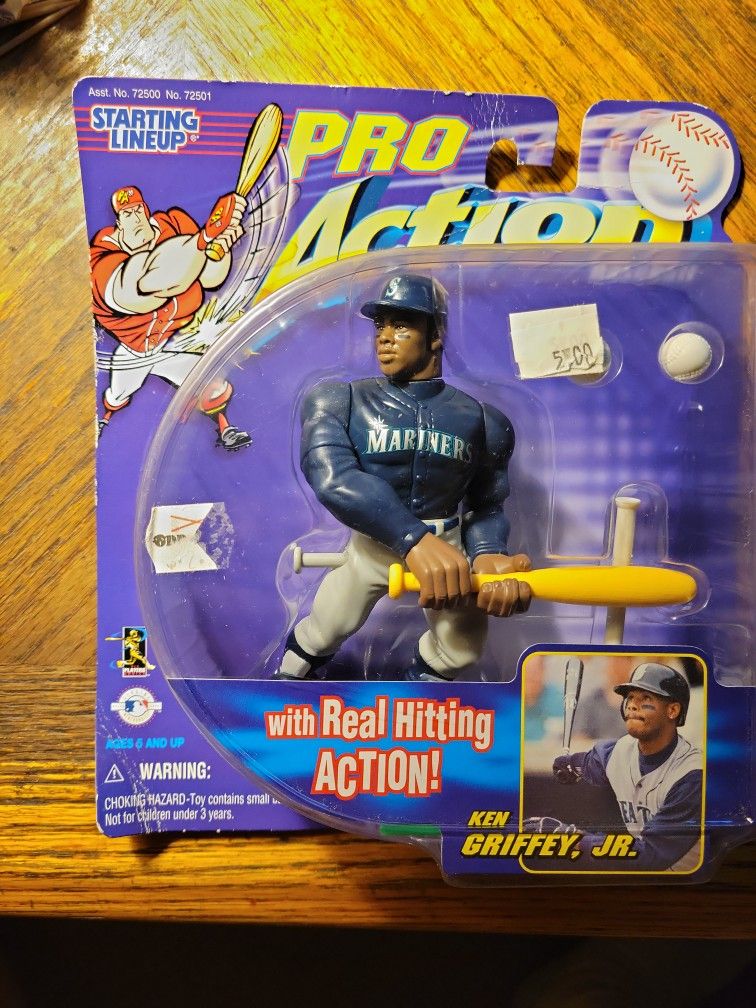 Asst. No. 72500 No. 72501
STARTING
LINEUP®
PRO
Action
S
5.00
MARINERS
with Real Hitting
ACTION!
AGES 5 AND UP
WARNING:
CHOKING HAZARD-Toy contains small
Not for children under 3 years.
KEN
GRIFFEY, JR.